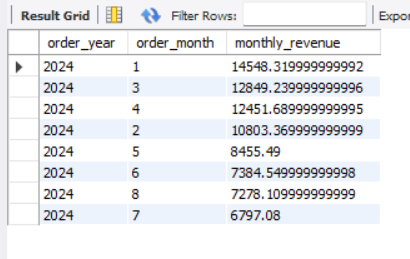 Result Grid Filter Rows: Expor
order_year order_month monthly_revenue
2024 1 14548.319999999992
2024 3 12849.239999999996
2024 4 12451.689999999995
2024 2 10803.369999999999
2024 5 8455.49
2024 6 7384.549999999998
2024 8 7278.109999999999
2024 7 6797.08